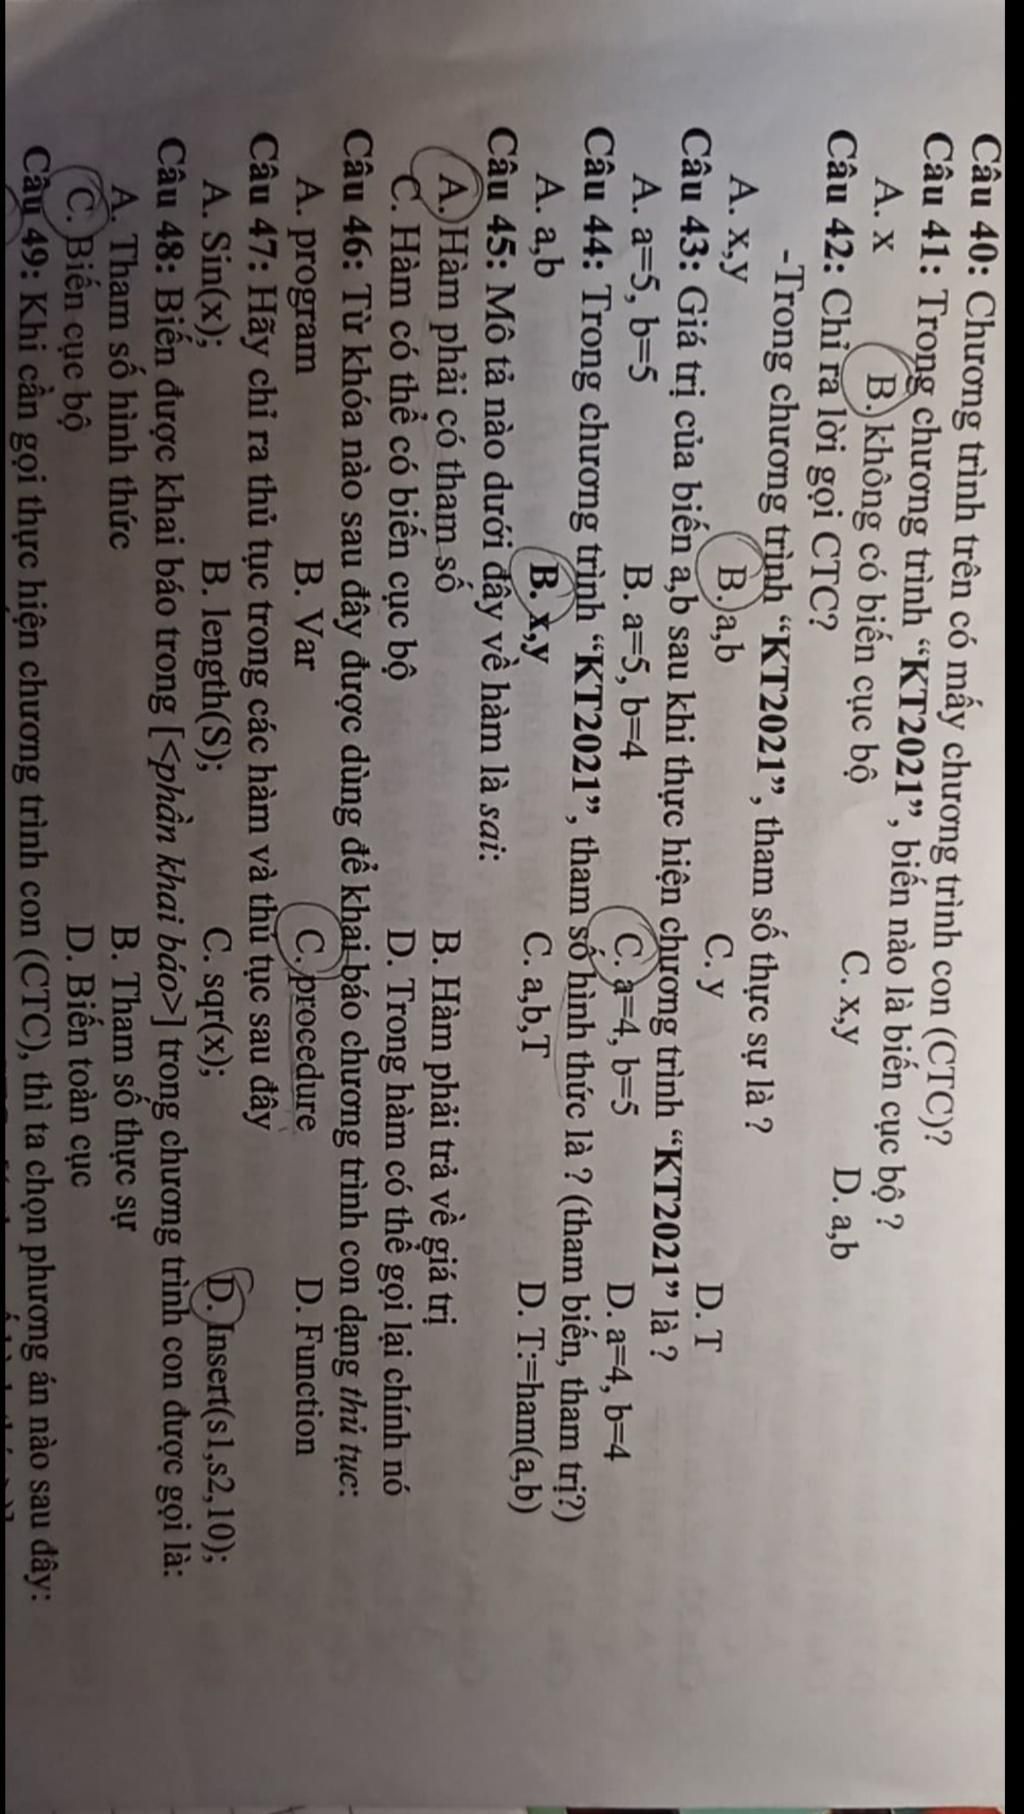 Câu 40: Chương trình trên có mấy chương trình con (CTC)?
Câu 41: Trong chương trình “KT2021”, biến nào là biến cục bộ ?
A. x B. không có biến cục bộ C. x,y D. a,b
Câu 42: Chỉ ra lời gọi CTC?
-Trong chương trình “KT2021”, tham số thực sự là ?
A. x,y B. a,b C. y D. T
Câu 43: Giá trị của biến a,b sau khi thực hiện chương trình “KT2021” là ?
A. a=5, b=5 B. a=5, b=4 C. a=4, b=5 D. a=4, b=4
Câu 44: Trong chương trình “KT2021”, tham số hình thức là ? (tham biến, tham trị?)
A. a,b B. x,y C. a,b,T D. T:=ham(a,b)
Câu 45: Mô tả nào dưới đây về hàm là sai:
A. Hàm phải có tham số B. Hàm phải trả về giá trị
C. Hàm có thể có biến cục bộ D. Trong hàm có thể gọi lại chính nó
Câu 46: Từ khóa nào sau đây được dùng để khai báo chương trình con dạng thủ tục:
A. program B. Var C. procedure D. Function
Câu 47: Hãy chỉ ra thủ tục trong các hàm và thủ tục sau đây
A. Sin(x); B. length(S); C. sqr(x); D. Insert(s1,s2,10);
Câu 48: Biến được khai báo trong [<phần khai báo>] trong chương trình con được gọi là:
A. Tham số hình thức B. Tham số thực sự
C. Biến cục bộ D. Biến toàn cục
Câu 49: Khi cần gọi thực hiện chương trình con (CTC), thì ta chọn phương án nào sau đây: